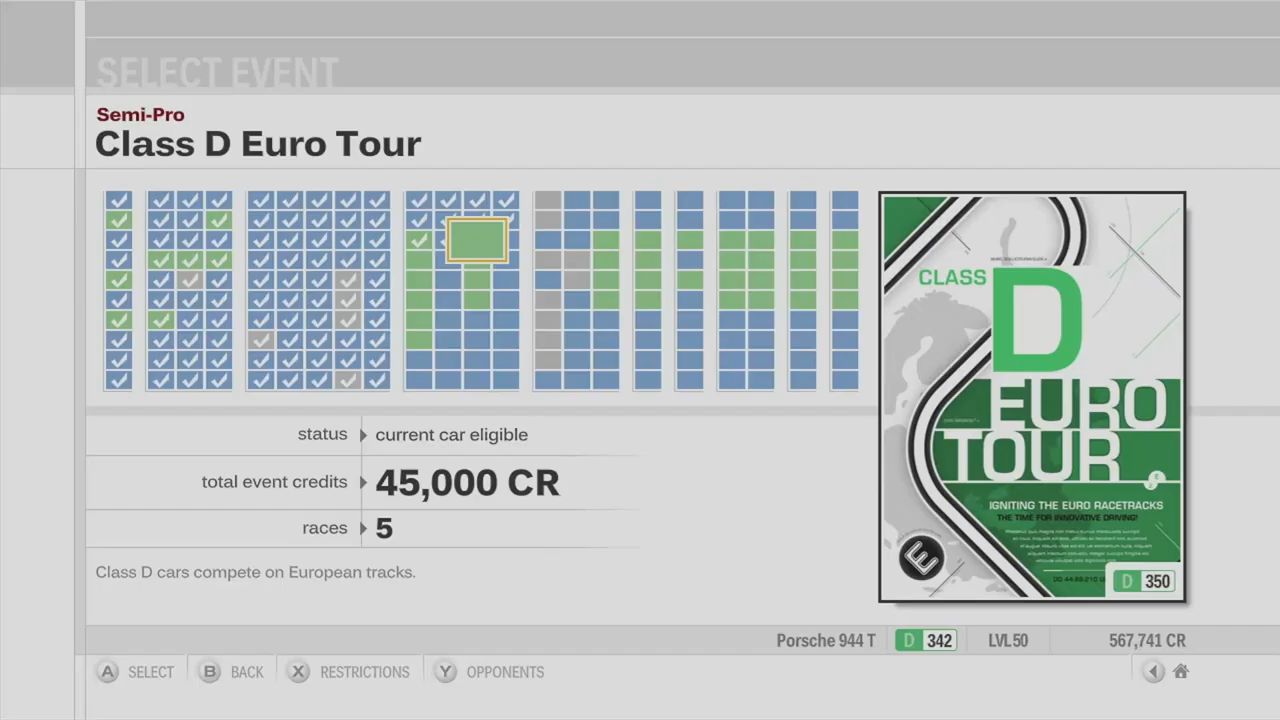 SELECT EVENT
Semi-Pro
Class D Euro Tour
CLASS
D
EURO
TOUR
IGNITING THE EURO RACETRACKS
THE TIME FOR INNOVATIVE DRIVING!
E
D 350
status current car eligible
total event credits 45,000 CR
races 5
Class D cars compete on European tracks.
Porsche 944 T D 342 LVL 50 567,741 CR
A SELECT B BACK X RESTRICTIONS Y OPPONENTS